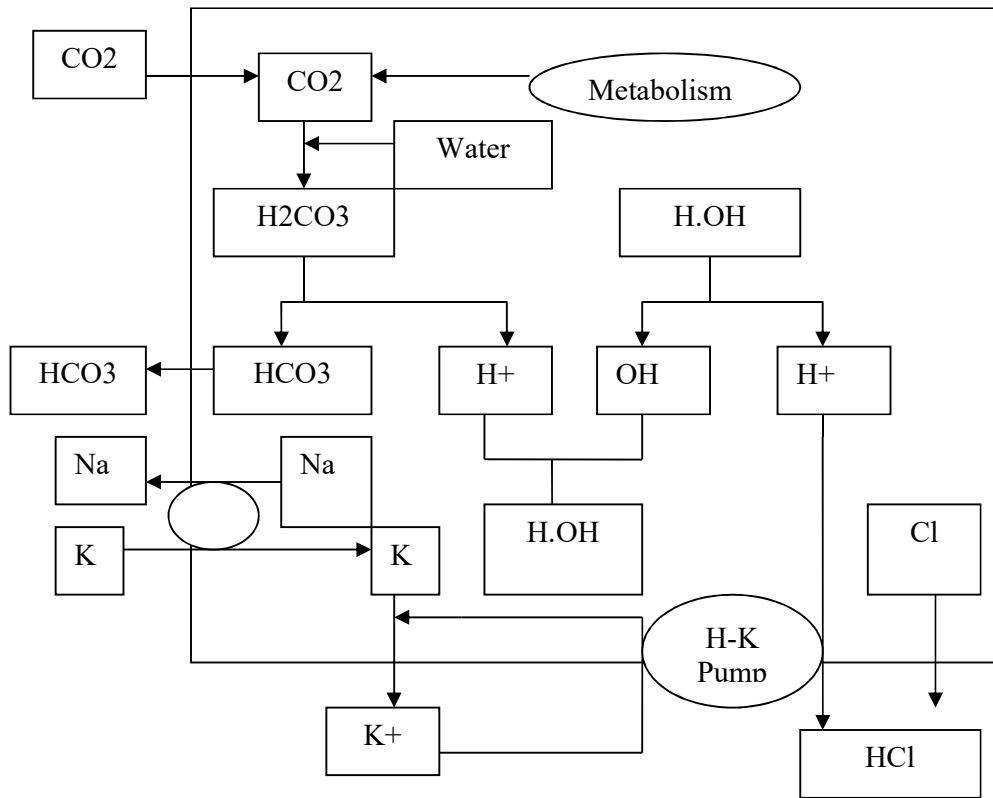 CO2
CO2
Metabolism
Water
H2CO3
H.OH
HCO3
HCO3
H+
OH
H+
Na
Na
K
K
H.OH
Cl
H-K
Pump
K+
HCl